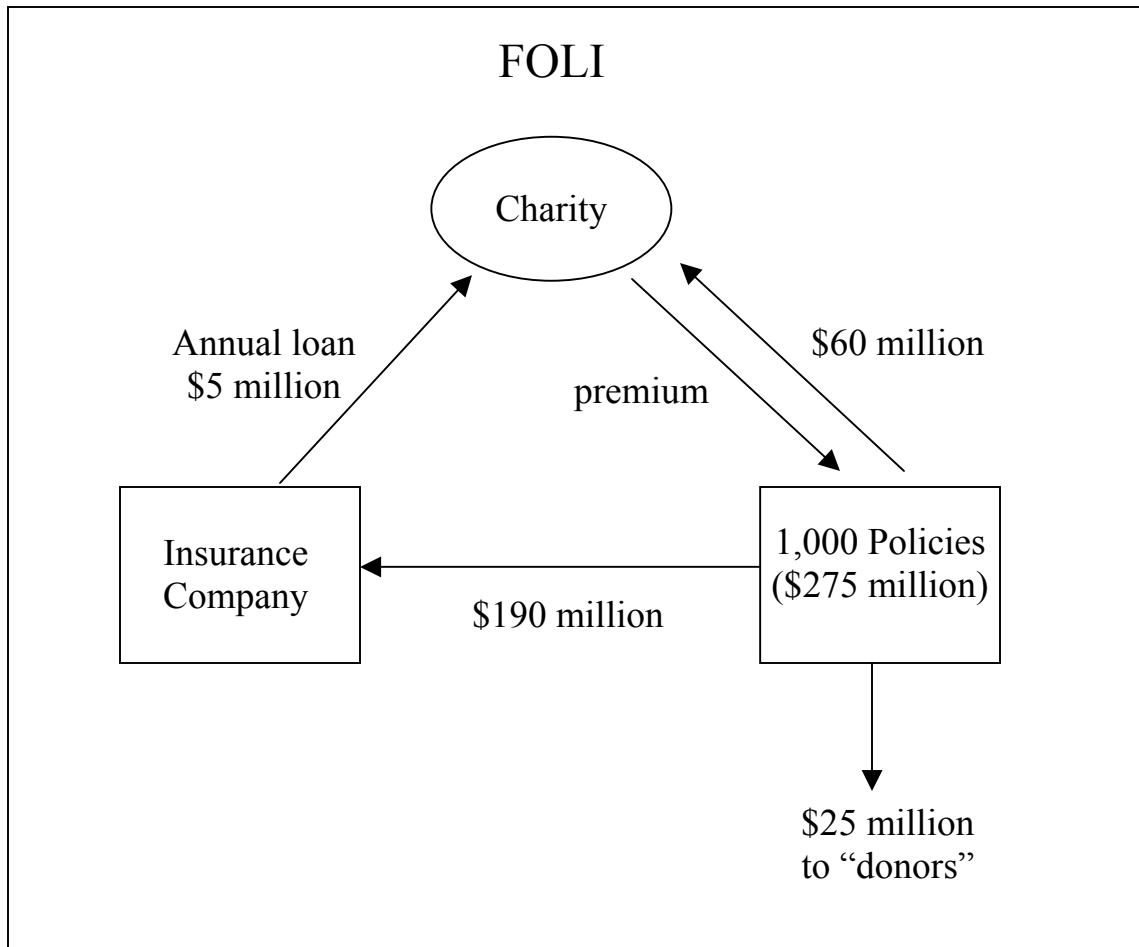 FOLI
Charity
Annual loan
$5 million
premium
$60 million
Insurance
Company
$190 million
1,000 Policies
($275 million)
$25 million
to “donors”